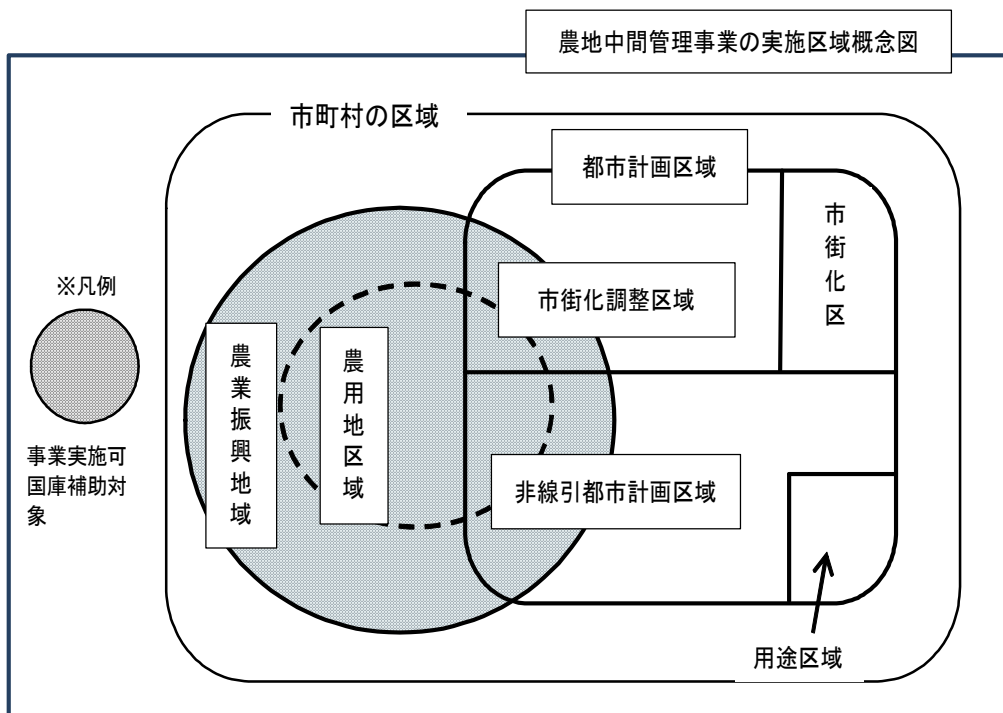 農地中間管理事業の実施区域概念図
市町村の区域
都市計画区域
市街化区
※凡例
市街化調整区域
農業振興地域
農用地区域
事業実施可
国庫補助対
象
非線引都市計画区域
用途区域